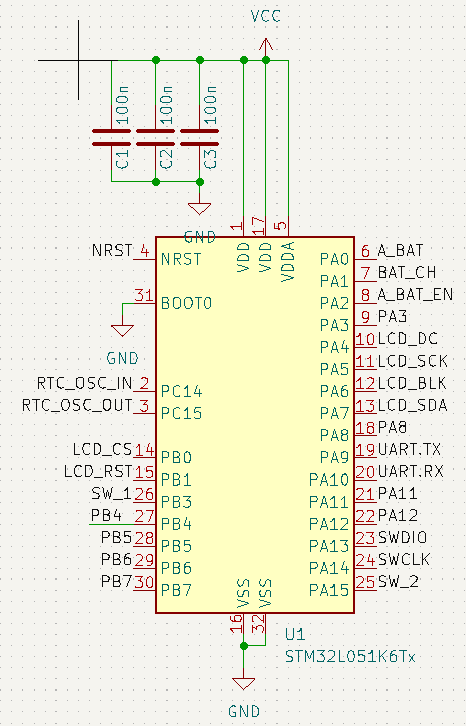 VCC
100n 100n 100n
C1 C2 C3
GND
1 17 5
VDD VDD VDDA
NRST 4 NRST PA0 6 A_BAT
PA1 7 BAT_CH
31 BOOT0 PA2 8 A_BAT_EN
PA3 9 PA3
GND PA4 10 LCD_DC
PA5 11 LCD_SCK
RTC_OSC_IN 2 PC14 PA6 12 LCD_BLK
RTC_OSC_OUT 3 PC15 PA7 13 LCD_SDA
PA8 18 PA8
LCD_CS 14 PB0 PA9 19 UART.TX
LCD_RST 15 PB1 PA10 20 UART.RX
SW_1 26 PB3 PA11 21 PA11
PB4 27 PB4 PA12 22 PA12
PB5 28 PB5 PA13 23 SWDIO
PB6 29 PB6 PA14 24 SWCLK
PB7 30 PB7 PA15 25 SW_2
VSS VSS
16 32
U1
STM32L051K6Tx
GND